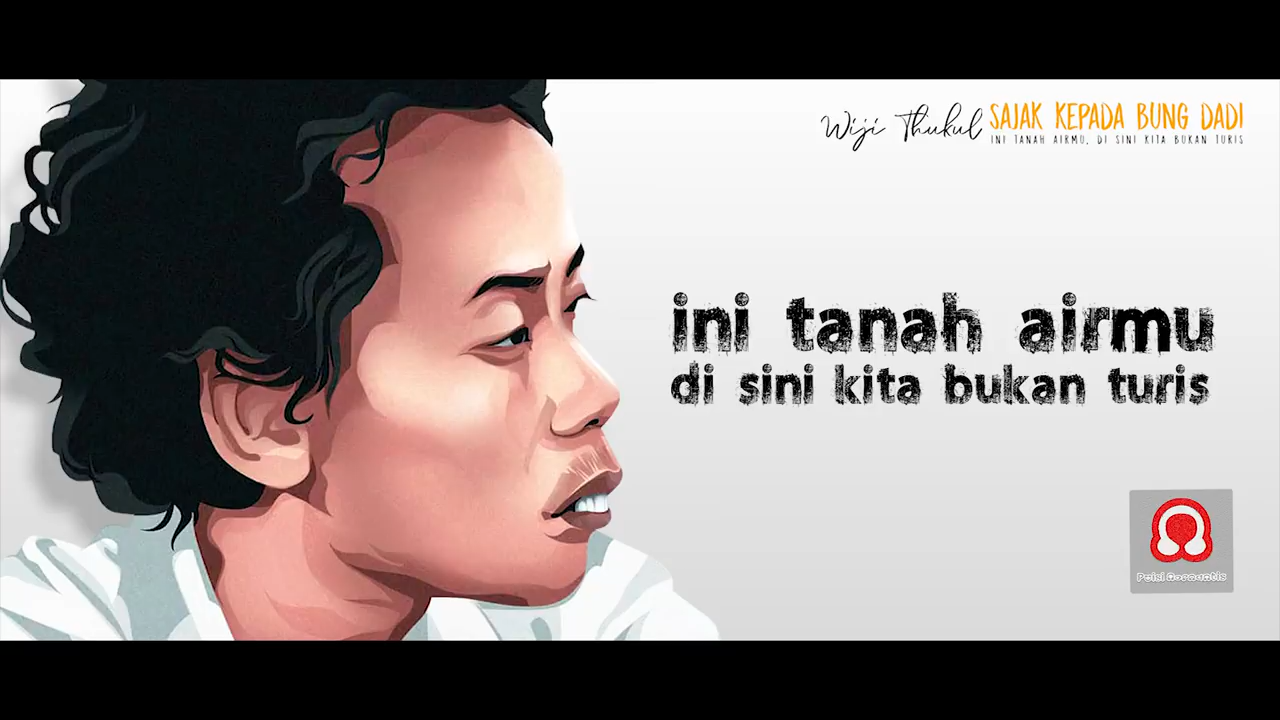 Wiji Thukul SAJAK KEPADA BUNG DADI
INI TANAH AIRMU, DI SINI KITA BUKAN TURIS
ini tanah airmu
di sini kita bukan turis
Puisi